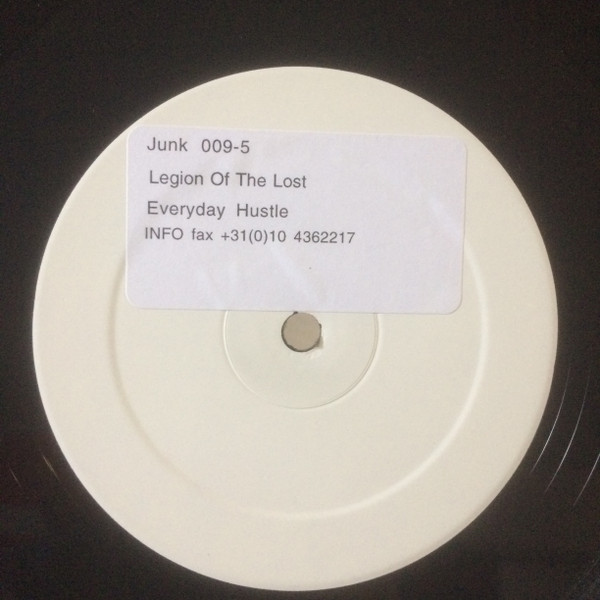 Junk 009-5
Legion Of The Lost
Everyday Hustle
INFO fax +31(0)10 4362217